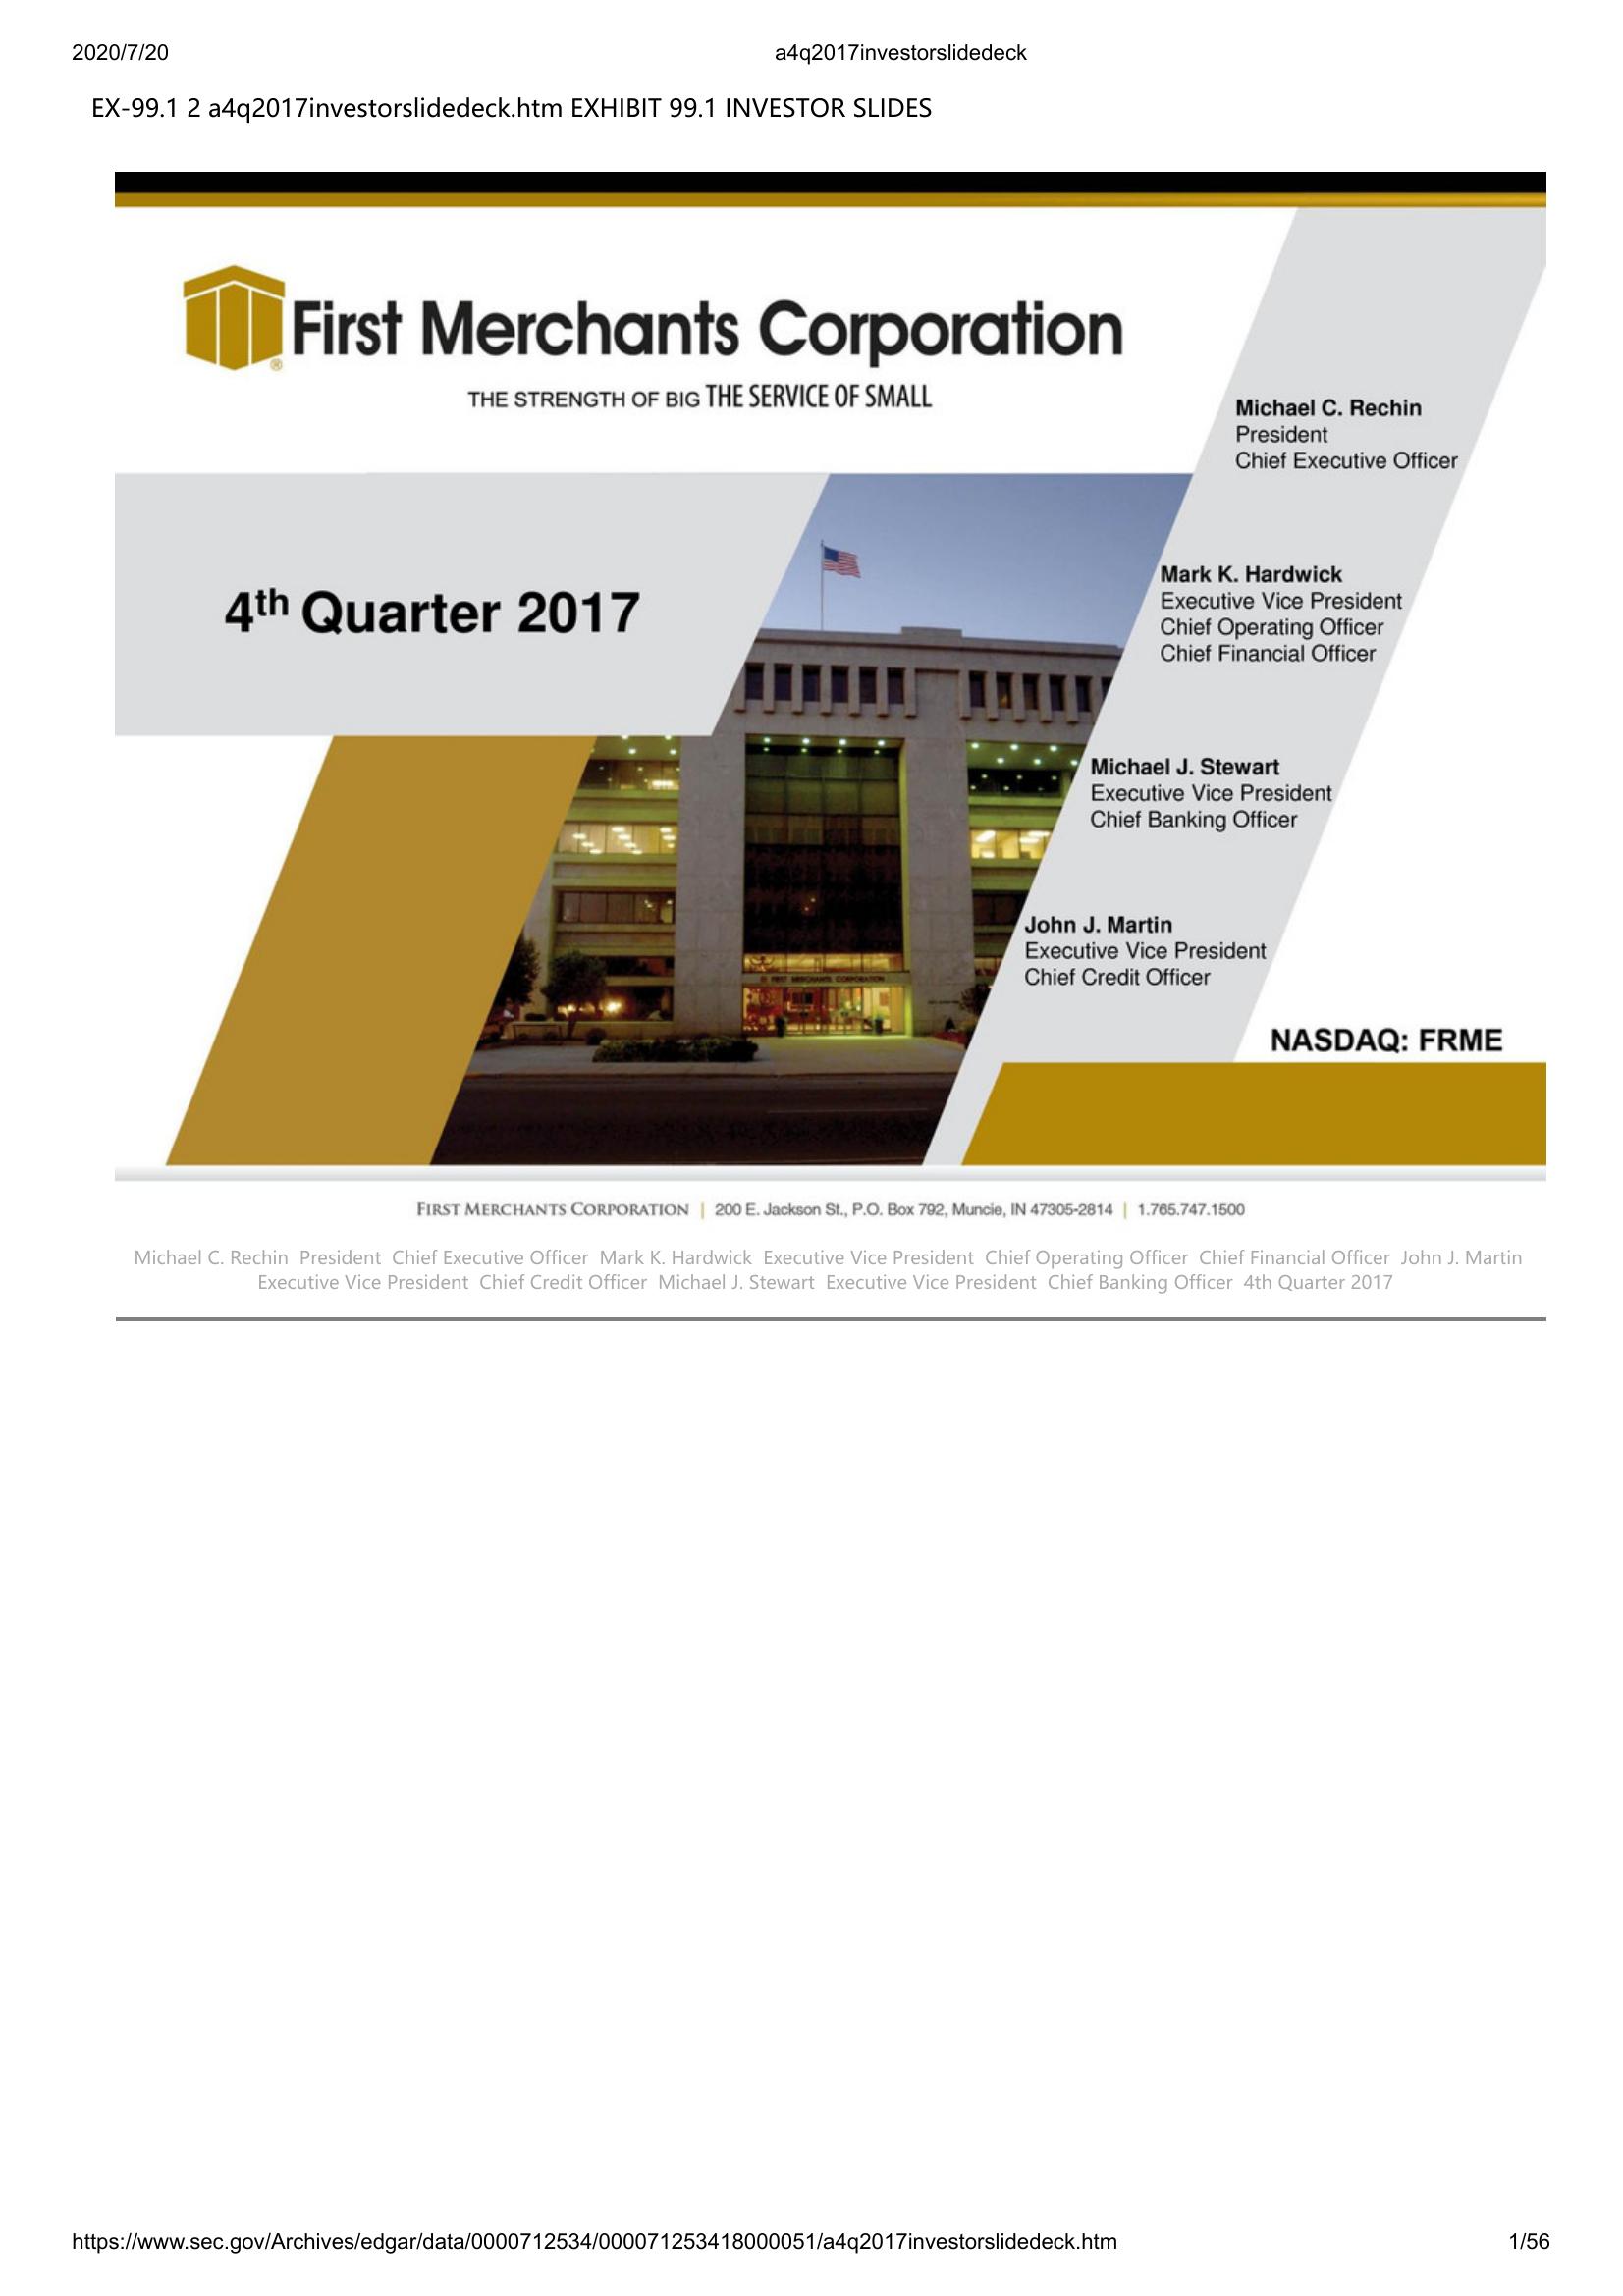 2020/7/20 a4q2017investorslidedeck
EX-99.1 2 a4q2017investorslidedeck.htm EXHIBIT 99.1 INVESTOR SLIDES
First Merchants Corporation
®
THE STRENGTH OF BIG THE SERVICE OF SMALL
Michael C. Rechin
President
Chief Executive Officer
4th Quarter 2017
Mark K. Hardwick
Executive Vice President
Chief Operating Officer
Chief Financial Officer
Michael J. Stewart
Executive Vice President
Chief Banking Officer
John J. Martin
Executive Vice President
Chief Credit Officer
FIRST MERCHANTS CORPORATION
NASDAQ: FRME
FIRST MERCHANTS CORPORATION | 200 E. Jackson St., P.O. Box 792, Muncie, IN 47305-2814 | 1.765.747.1500
Michael C. Rechin President Chief Executive Officer Mark K. Hardwick Executive Vice President Chief Operating Officer Chief Financial Officer John J. Martin
Executive Vice President Chief Credit Officer Michael J. Stewart Executive Vice President Chief Banking Officer 4th Quarter 2017
https://www.sec.gov/Archives/edgar/data/0000712534/000071253418000051/a4q2017investorslidedeck.htm 1/56